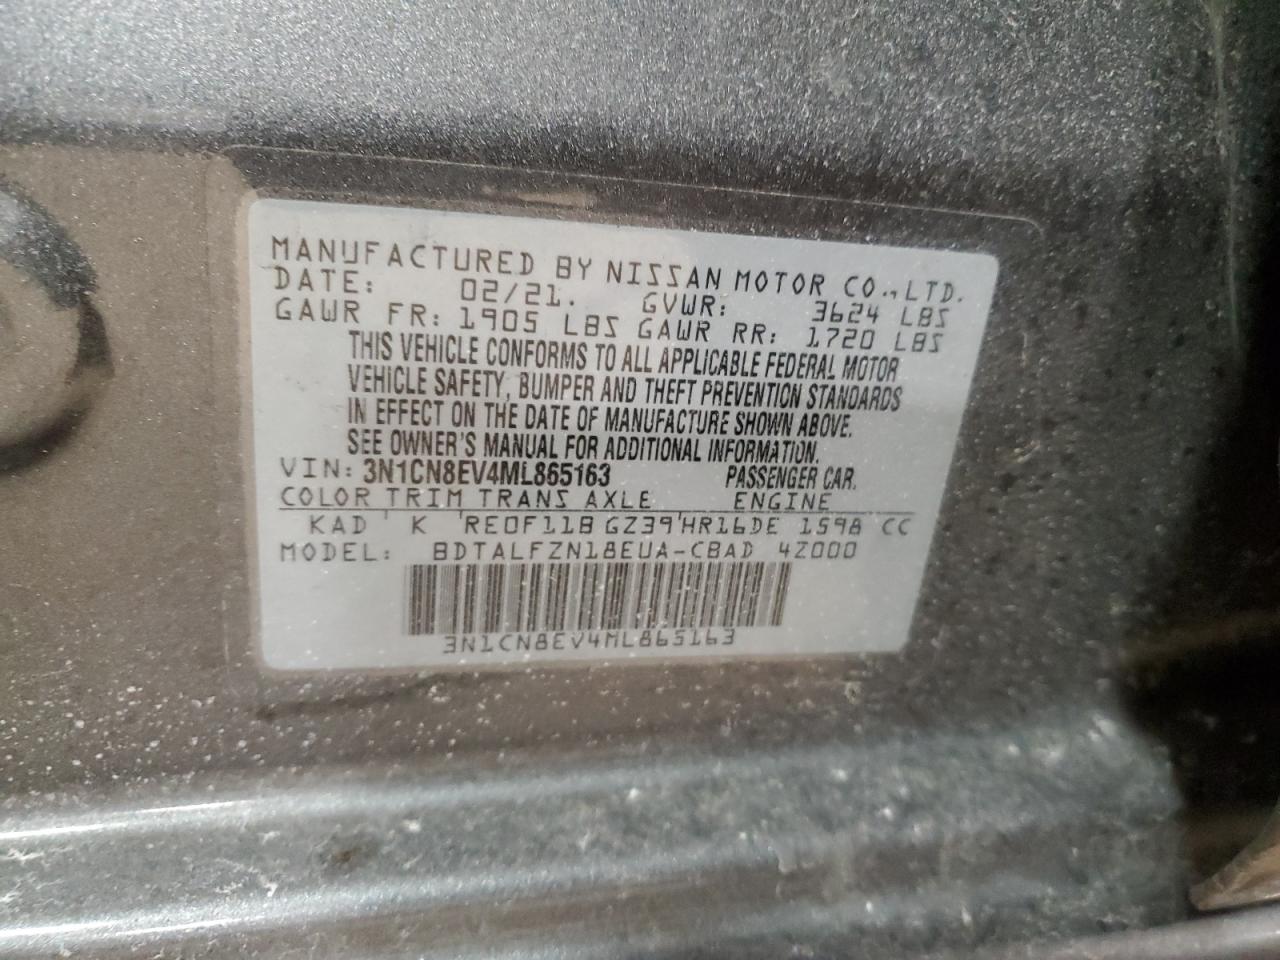 MANUFACTURED BY NISSAN MOTOR CO.,LTD.
DATE: 02/21. GVWR: 3624 LBS
GAWR FR: 1905 LBS GAWR RR: 1720 LBS
THIS VEHICLE CONFORMS TO ALL APPLICABLE FEDERAL MOTOR
VEHICLE SAFETY, BUMPER AND THEFT PREVENTION STANDARDS
IN EFFECT ON THE DATE OF MANUFACTURE SHOWN ABOVE.
SEE OWNER'S MANUAL FOR ADDITIONAL INFORMATION.
VIN: 3N1CN8EV4ML865163 PASSENGER CAR.
COLOR TRIM TRANS AXLE ENGINE
KAD K RE0F11B GZ39 HR16DE 1598 CC
MODEL: BDTALFZN18EUA-CBAD 4Z000
3N1CN8EV4ML865163